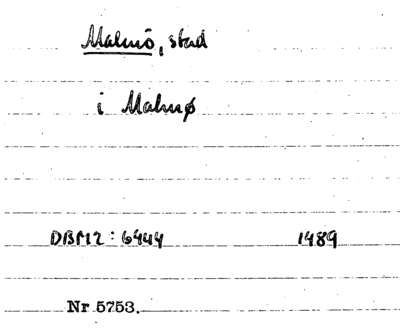 Malmö, stad
i Malmø
DBM2: 6444 1489
Nr 5753.